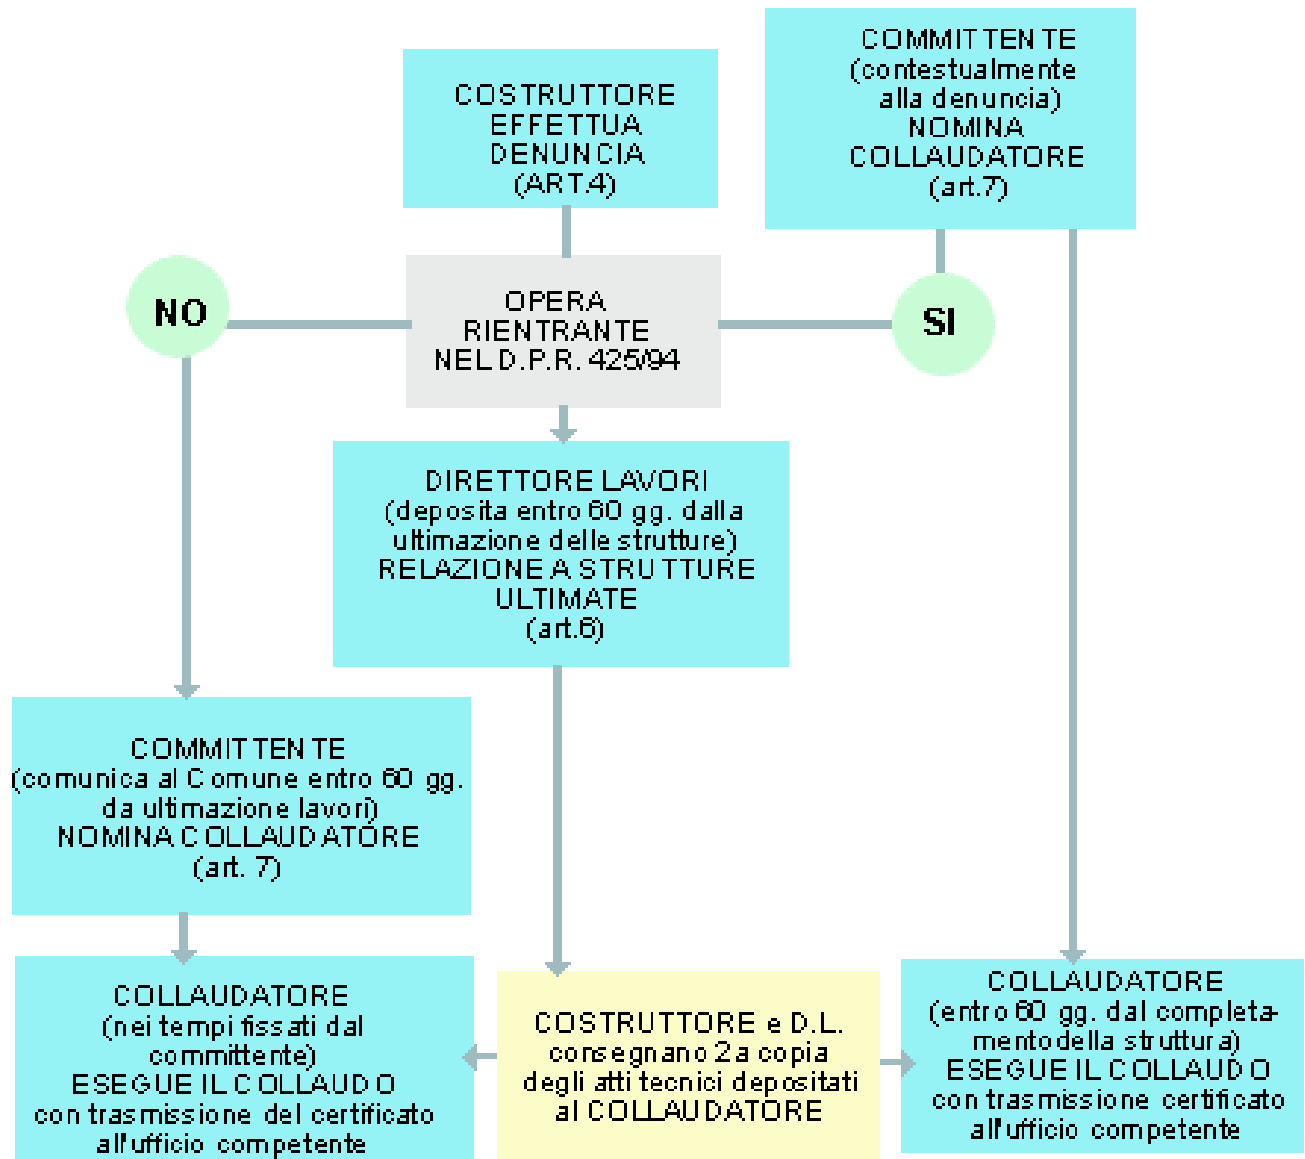 COSTRUTTORE
EFFETTUA
DENUNCIA
(ART.4)
COMMITTENTE
(contestualmente
alla denuncia)
NOMINA
COLLAUDATORE
(art.7)
NO
OPERA
RIENTRANTE
NEL D.P.R. 425/94
SI
DIRETTORE LAVORI
(deposita entro 60 gg. dalla
ultimazione delle strutture)
RELAZIONE A STRUTTURE
ULTIMATE
(art.6)
COMMITTENTE
(comunica al Comune entro 60 gg.
da ultimazione lavori)
NOMINA COLLAUDATORE
(art. 7)
COLLAUDATORE
(nei tempi fissati dal
committente)
ESEGUE IL COLLAUDO
con trasmissione del certificato
all'ufficio competente
COSTRUTTORE e D.L.
consegnano 2a copia
degli atti tecnici depositati
al COLLAUDATORE
COLLAUDATORE
(entro 60 gg. dal completa-
mento della struttura)
ESEGUE IL COLLAUDO
con trasmissione certificato
all'ufficio competente